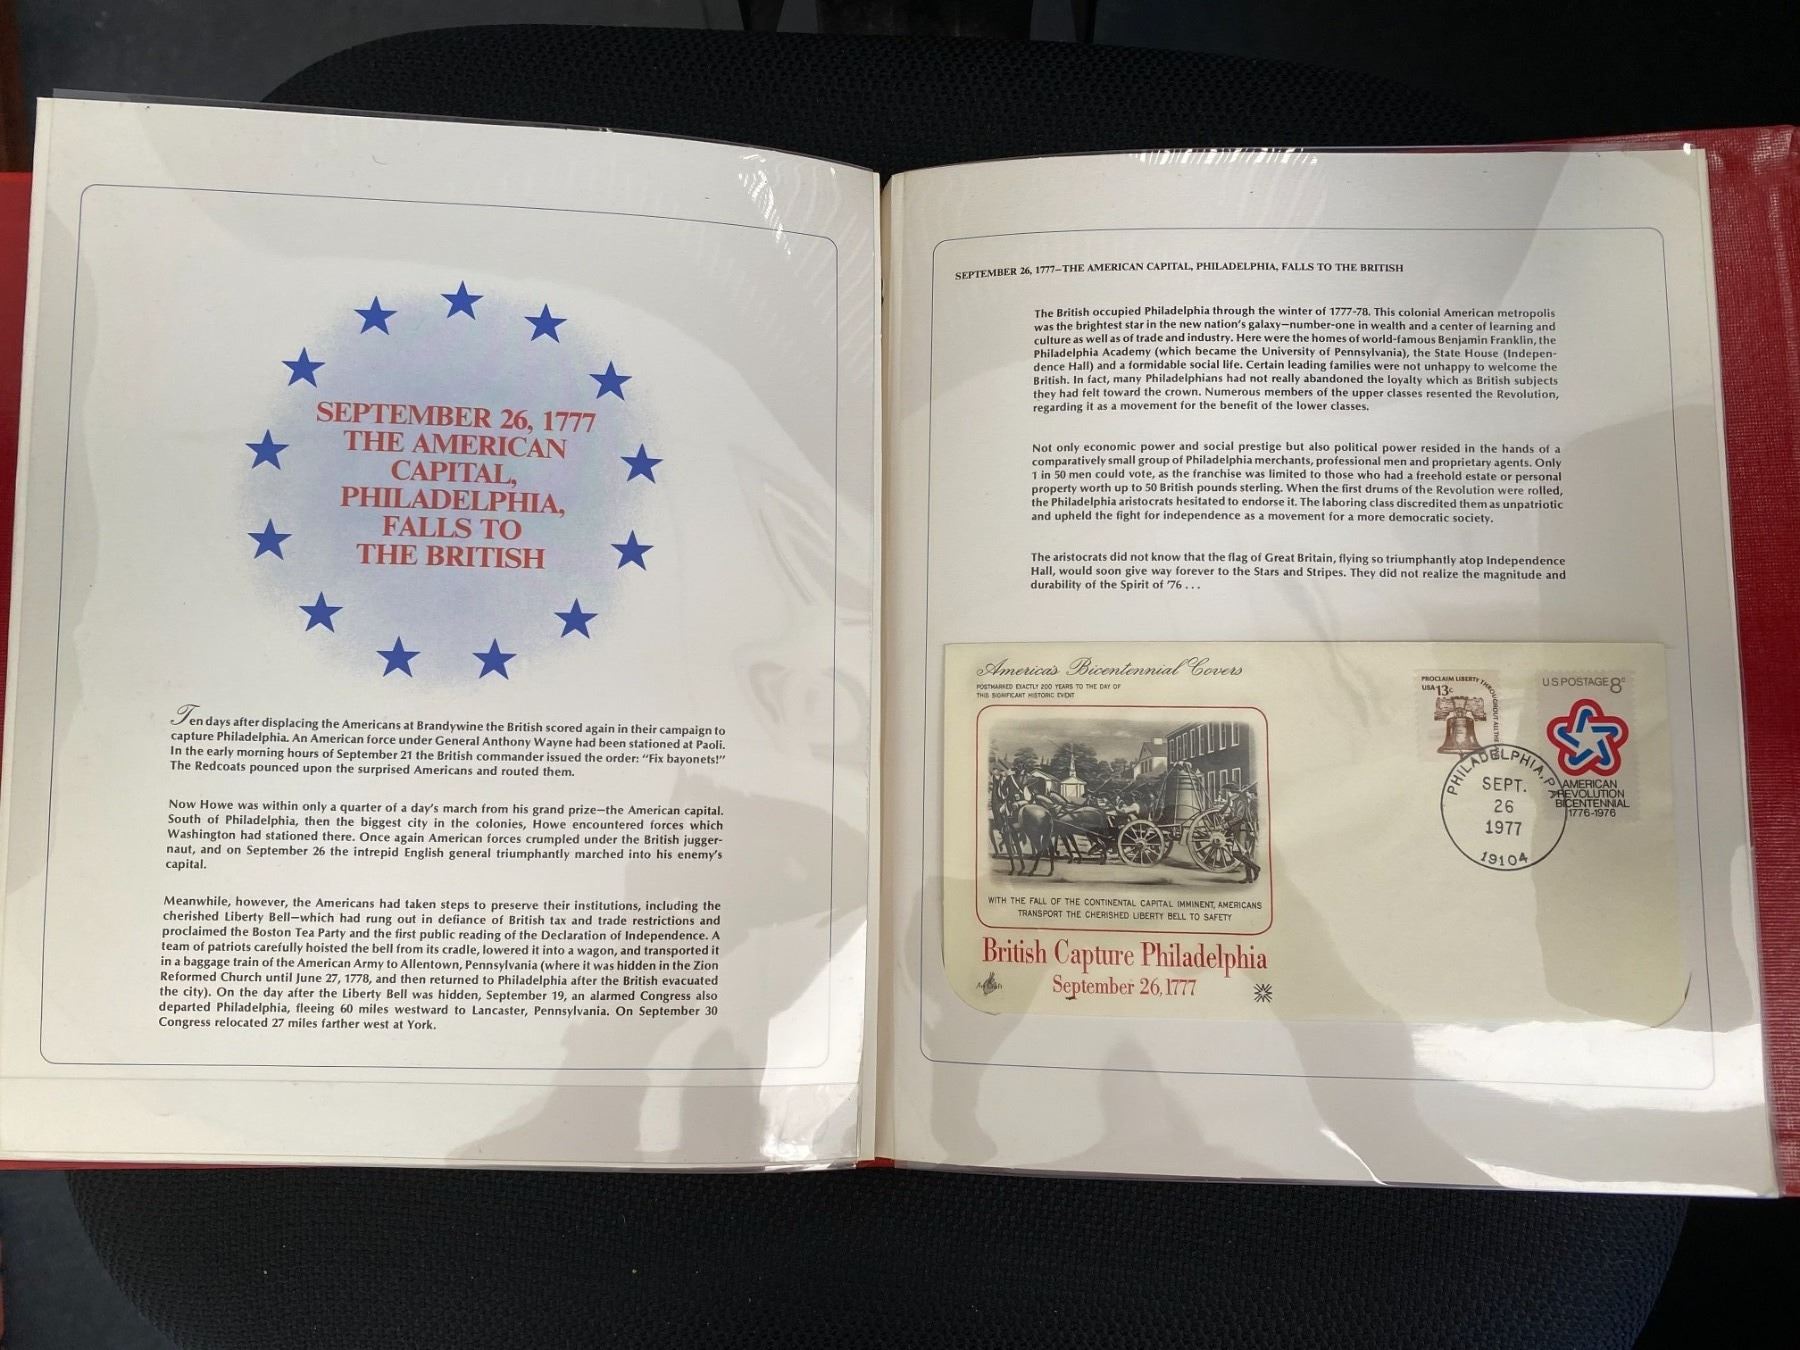 SEPTEMBER 26, 1777
THE AMERICAN
CAPITAL,
PHILADELPHIA,
FALLS TO
THE BRITISH
Ten days after displacing the Americans at Brandywine the British scored again in their campaign to
capture Philadelphia. An American force under General Anthony Wayne had been stationed at Paoli.
In the early morning hours of September 21 the British commander issued the order: "Fix bayonets!"
The Redcoats pounced upon the surprised Americans and routed them.
Now Howe was within only a quarter of a day's march from his grand prize—the American capital.
South of Philadelphia, then the biggest city in the colonies, Howe encountered forces which
Washington had stationed there. Once again American forces crumpled under the British jugger-
naut, and on September 26 the intrepid English general triumphantly marched into his enemy's
capital.
Meanwhile, however, the Americans had taken steps to preserve their institutions, including the
cherished Liberty Bell—which had rung out in defiance of British tax and trade restrictions and
proclaimed the Boston Tea Party and the first public reading of the Declaration of Independence. A
team of patriots carefully hoisted the bell from its cradle, lowered it into a wagon, and transported it
in a baggage train of the American Army to Allentown, Pennsylvania (where it was hidden in the Zion
Reformed Church until June 27, 1778, and then returned to Philadelphia after the British evacuated
the city). On the day after the Liberty Bell was hidden, September 19, an alarmed Congress also
departed Philadelphia, fleeing 60 miles westward to Lancaster, Pennsylvania. On September 30
Congress relocated 27 miles farther west at York.
SEPTEMBER 26, 1777—THE AMERICAN CAPITAL, PHILADELPHIA, FALLS TO THE BRITISH
The British occupied Philadelphia through the winter of 1777-78. This colonial American metropolis
was the brightest star in the new nation's galaxy—number-one in wealth and a center of learning and
culture as well as of trade and industry. Here were the homes of world-famous Benjamin Franklin, the
Philadelphia Academy (which became the University of Pennsylvania), the State House (Indepen-
dence Hall) and a formidable social life. Certain leading families were not unhappy to welcome the
British. In fact, many Philadelphians had not really abandoned the loyalty which as British subjects
they had felt toward the crown. Numerous members of the upper classes resented the Revolution,
regarding it as a movement for the benefit of the lower classes.
Not only economic power and social prestige but also political power resided in the hands of a
comparatively small group of Philadelphia merchants, professional men and proprietary agents. Only
1 in 50 men could vote, as the franchise was limited to those who had a freehold estate or personal
property worth up to 50 British pounds sterling. When the first drums of the Revolution were rolled,
the Philadelphia aristocrats hesitated to endorse it. The laboring class discredited them as unpatriotic
and upheld the fight for independence as a movement for a more democratic society.
The aristocrats did not know that the flag of Great Britain, flying so triumphantly atop Independence
Hall, would soon give way forever to the Stars and Stripes. They did not realize the magnitude and
durability of the Spirit of '76 . . .
America's Bicentennial Covers
POSTMARKED EXACTLY 200 YEARS TO THE DAY OF
THIS SIGNIFICANT HISTORIC EVENT
WITH THE FALL OF THE CONTINENTAL CAPITAL IMMINENT, AMERICANS
TRANSPORT THE CHERISHED LIBERTY BELL TO SAFETY
British Capture Philadelphia
September 26, 1777
PROCLAIM LIBERTY THROUGHOUT ALL THE
USA 13c
U.S. POSTAGE 8c
AMERICAN
REVOLUTION
BICENTENNIAL
1776-1976
PHILADELPHIA, P
SEPT.
26
1977
19104